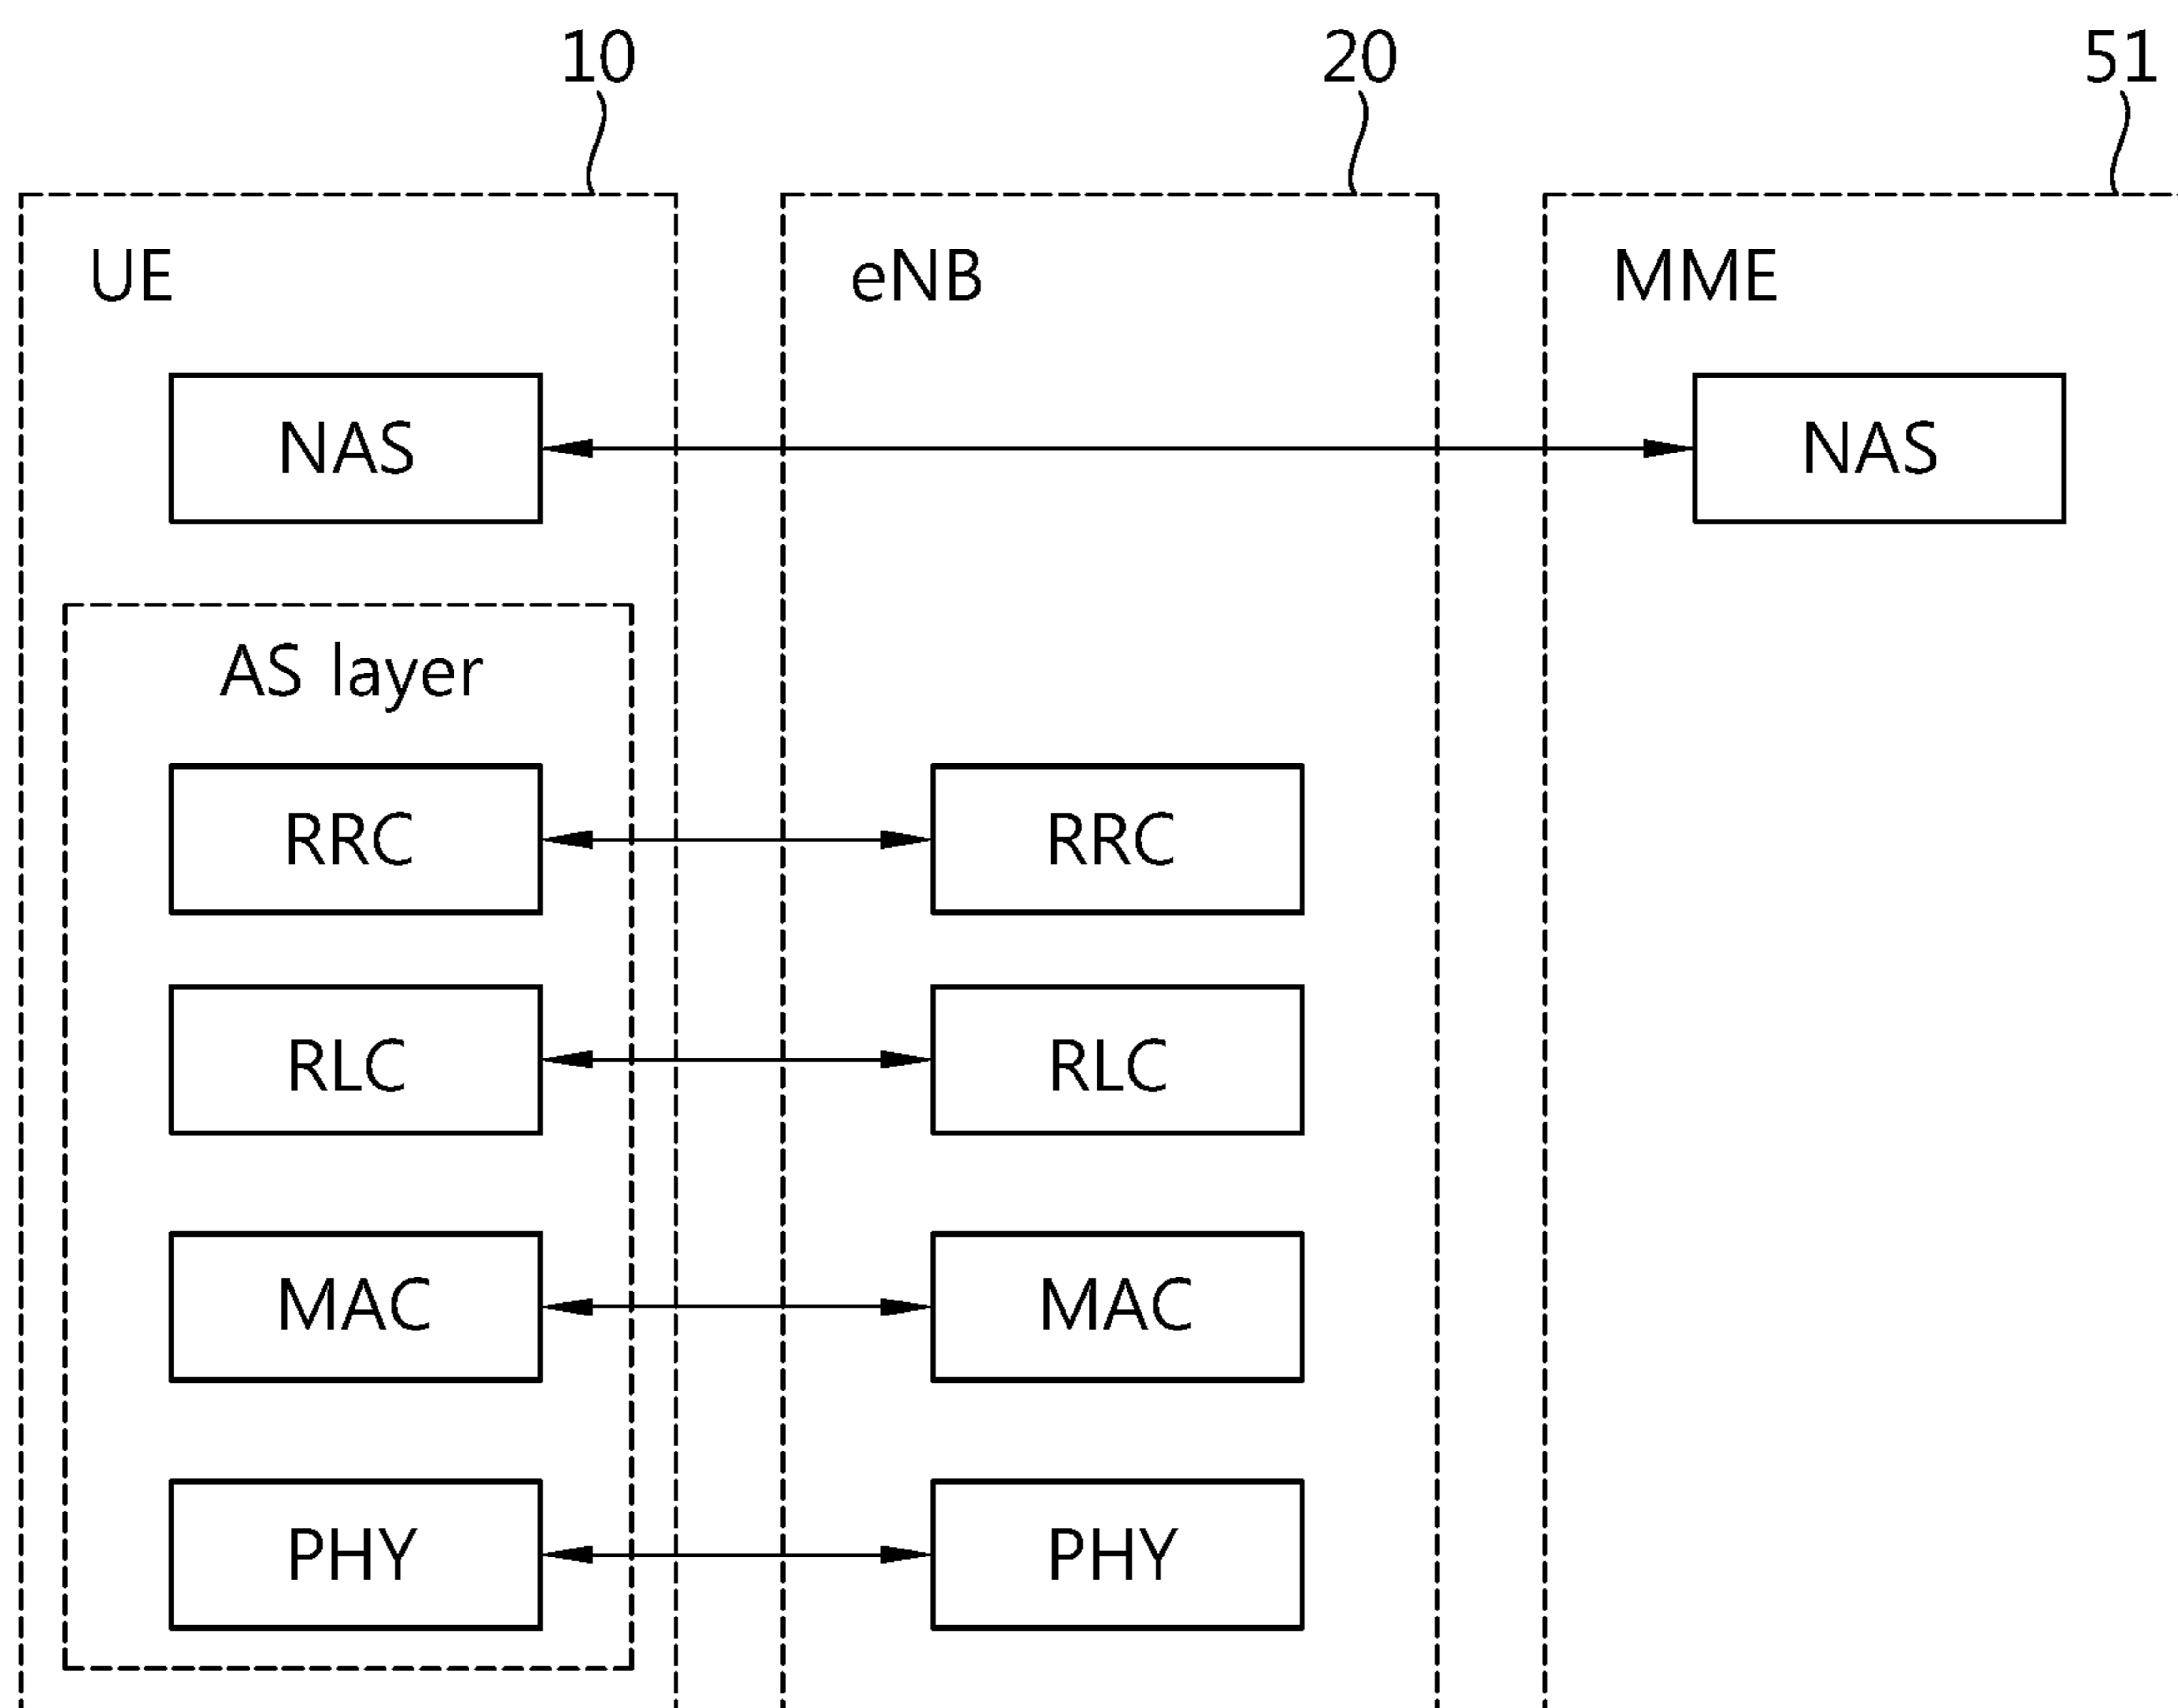 10 20 51
UE eNB MME
NAS NAS
AS layer
RRC RRC
RLC RLC
MAC MAC
PHY PHY